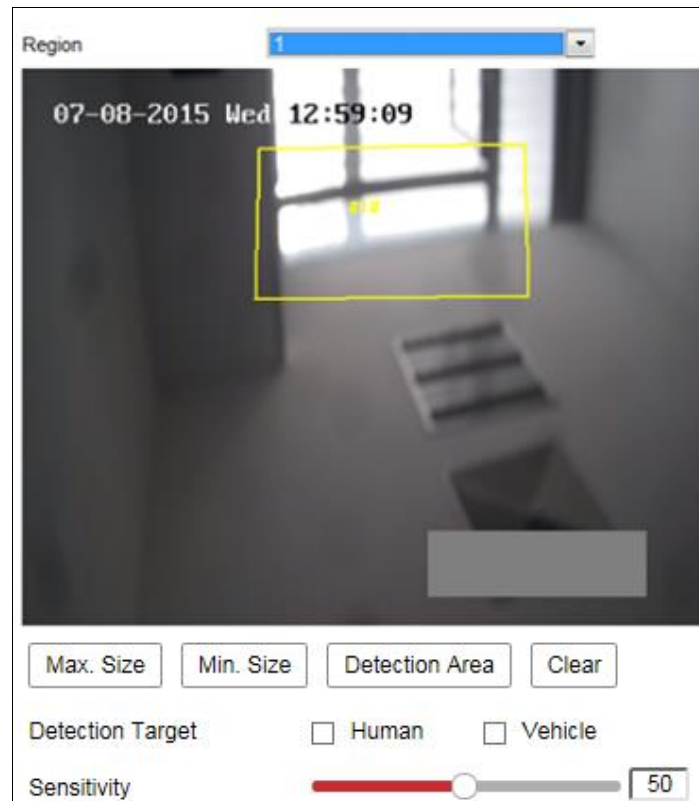 Region 1
07-08-2015 Wed 12:59:09
#1#
Max. Size Min. Size Detection Area Clear
Detection Target Human Vehicle
Sensitivity 50